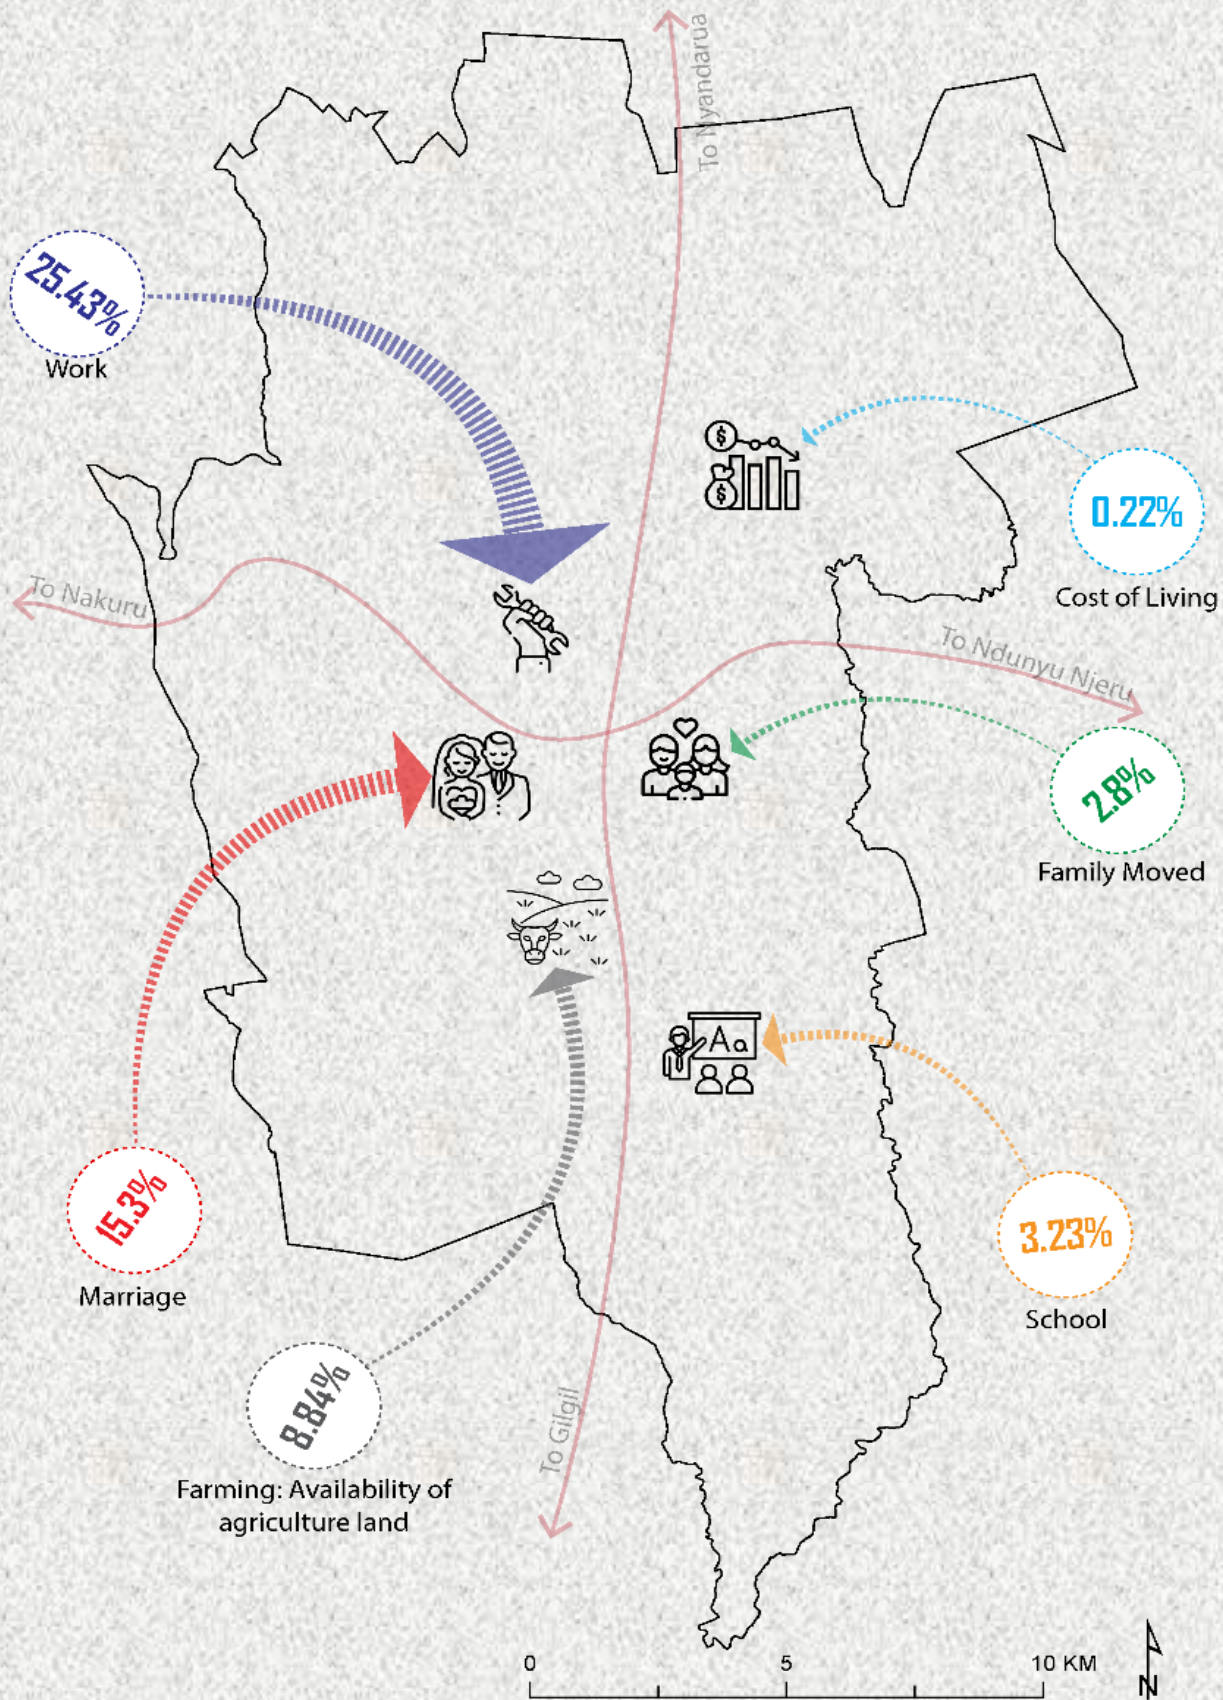 To Nyandarua
25.43%
Work
0.22%
Cost of Living
To Nakuru
To Ndunyu Njeru
2.8%
Family Moved
Aa
15.3%
Marriage
3.23%
School
8.84%
Farming: Availability of
agriculture land
To Gilgil
0 5 10 KM
N
$
$